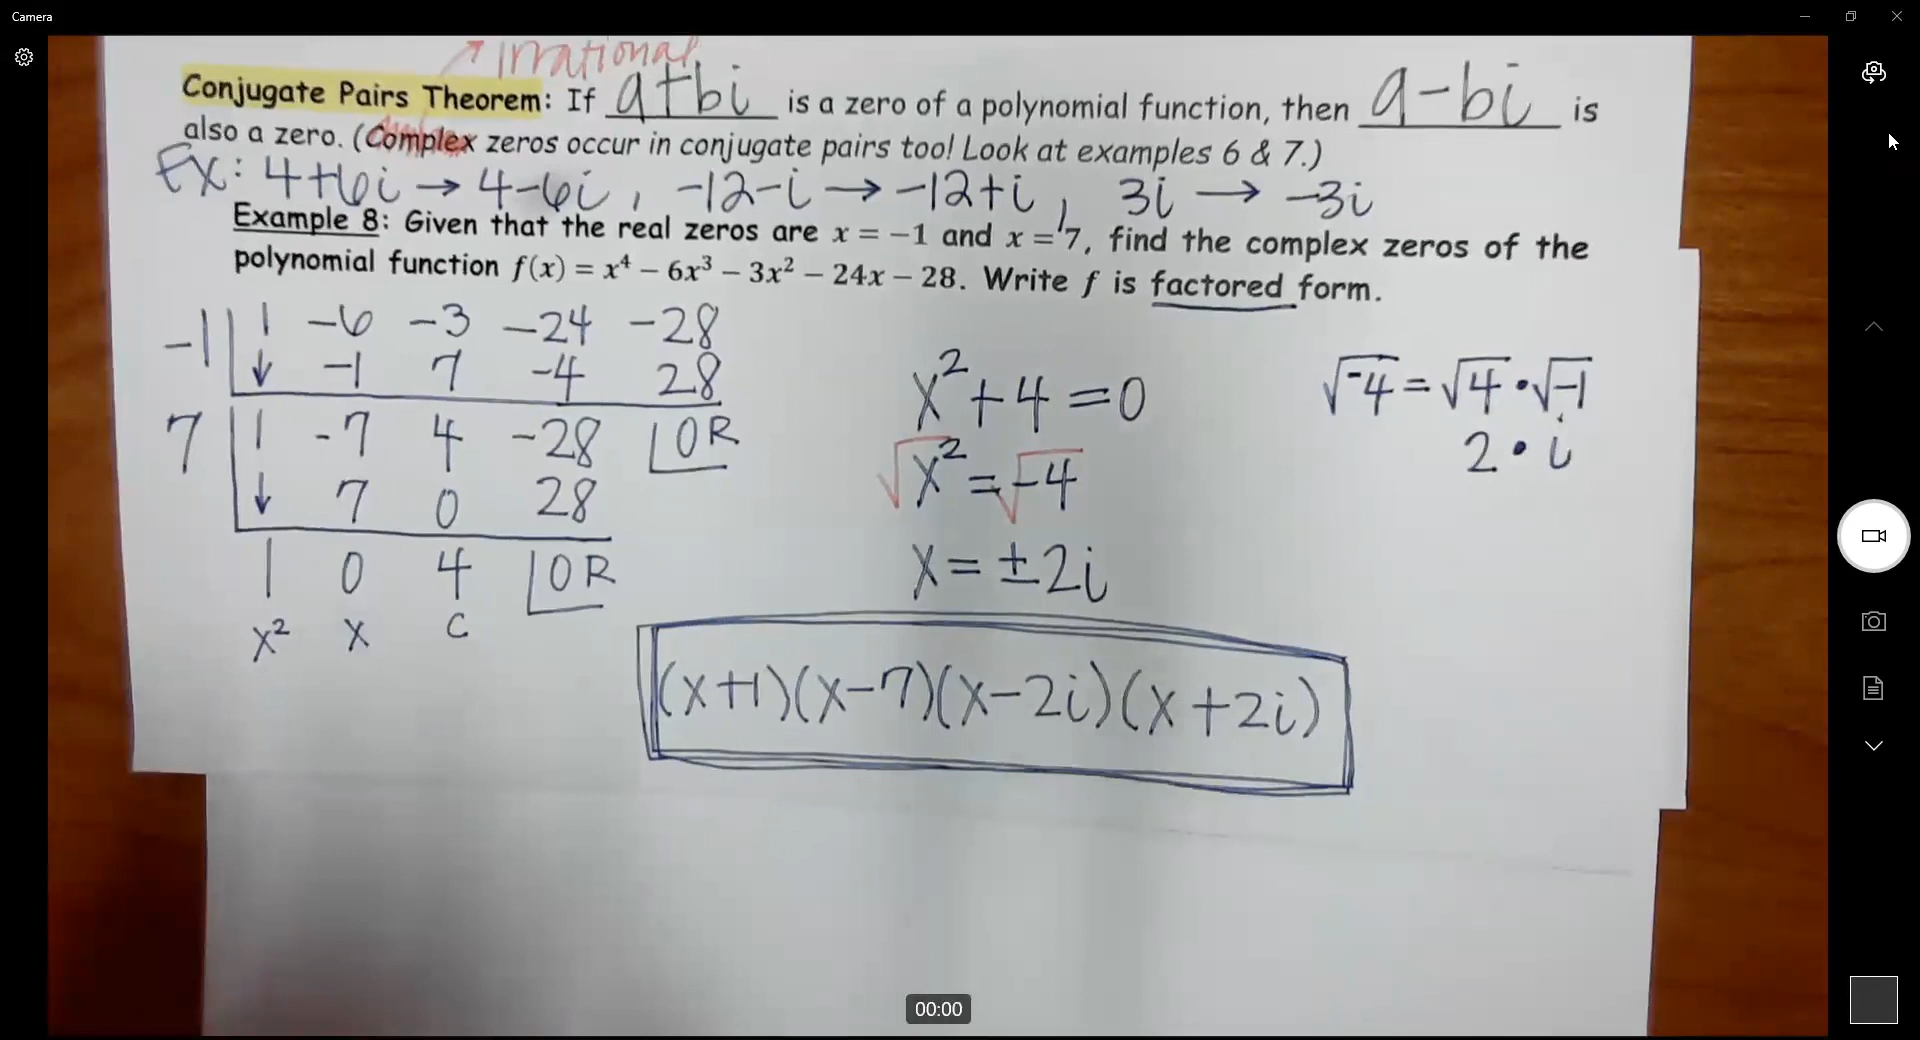 Camera
irrational
Conjugate Pairs Theorem: If a+bi is a zero of a polynomial function, then a-bi is
also a zero. (Complex zeros occur in conjugate pairs too! Look at examples 6 & 7.)
Ex: 4+6i → 4-6i, -12-i → -12+i, 3i → -3i
Example 8: Given that the real zeros are x = −1 and x = 7, find the complex zeros of the
polynomial function f(x) = x⁴ − 6x³ − 3x² − 24x − 28. Write f is factored form.
-1 | 1 -6 -3 -24 -28
↓ -1 7 -4 28
7 | 1 -7 4 -28 |0R
↓ 7 0 28
1 0 4 |0R
x² x c
x²+4=0
√x² = √-4
x = ±2i
√-4 = √4 • √-1
2 • i
(x+1)(x-7)(x-2i)(x+2i)
00:00